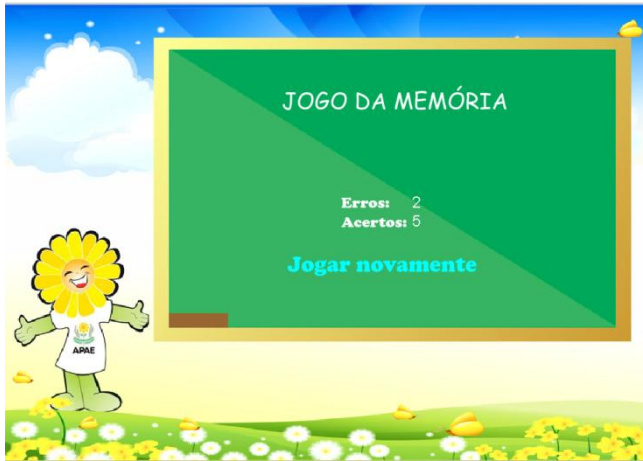 JOGO DA MEMÓRIA
Erros: 2
Acertos: 5
Jogar novamente
APAE